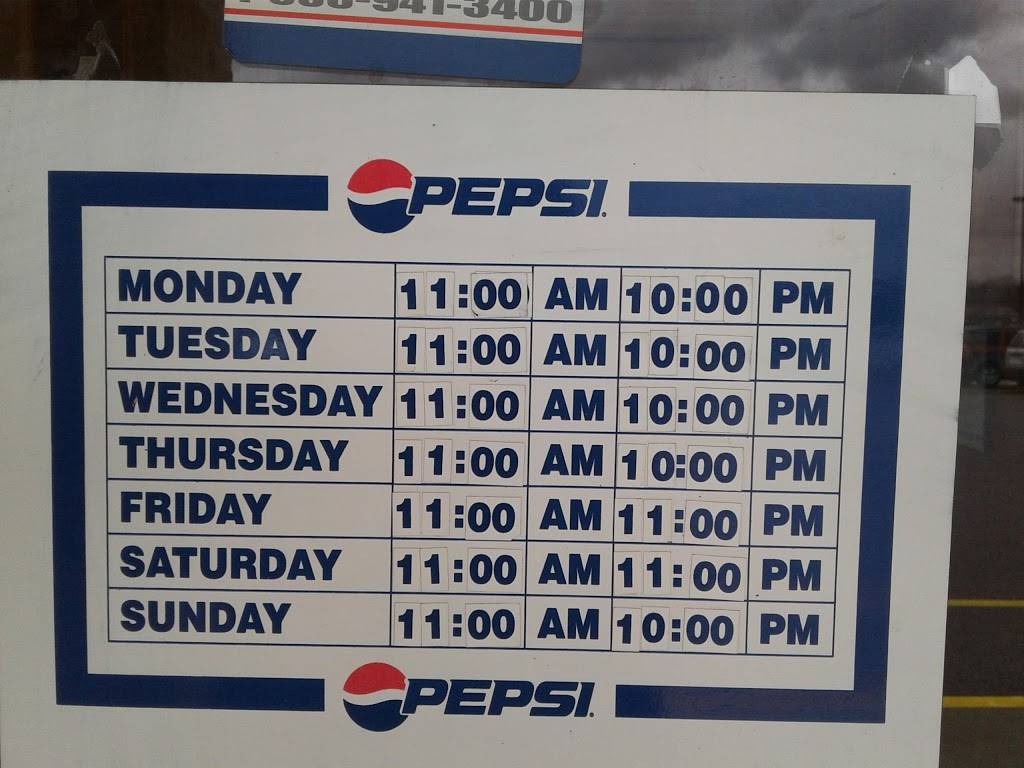 941-3400
PEPSI.
MONDAY 11:00 AM 10:00 PM
TUESDAY 11:00 AM 10:00 PM
WEDNESDAY 11:00 AM 10:00 PM
THURSDAY 11:00 AM 10:00 PM
FRIDAY 11:00 AM 11:00 PM
SATURDAY 11:00 AM 11:00 PM
SUNDAY 11:00 AM 10:00 PM
PEPSI.